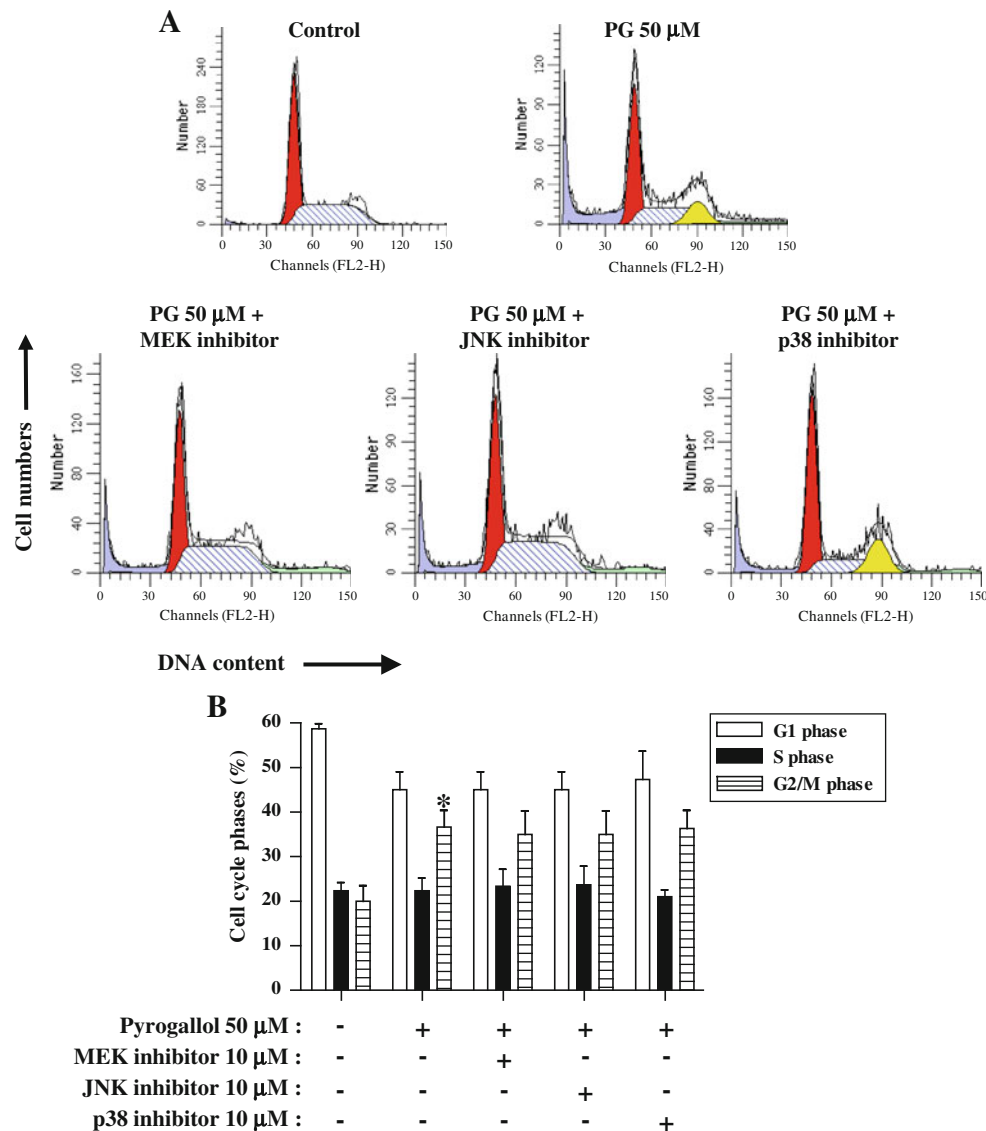 A
Control
PG 50 μM
Number
240
180
120
60
0
0 30 60 90 120 150
Channels (FL2-H)
Number
120
90
60
30
0
0 30 60 90 120 150
Channels (FL2-H)
PG 50 μM +
MEK inhibitor
PG 50 μM +
JNK inhibitor
PG 50 μM +
p38 inhibitor
Cell numbers
Number
160
120
80
40
0
0 30 60 90 120 150
Channels (FL2-H)
Number
120
90
60
30
0
0 30 60 90 120 150
Channels (FL2-H)
Number
160
120
80
40
0
0 30 60 90 120 150
Channels (FL2-H)
DNA content
B
Cell cycle phases (%)
60
50
40
30
20
10
0
*
G1 phase
S phase
G2/M phase
Pyrogallol 50 μM : - + + + +
MEK inhibitor 10 μM : - - + - -
JNK inhibitor 10 μM : - - - + -
p38 inhibitor 10 μM : - - - - +